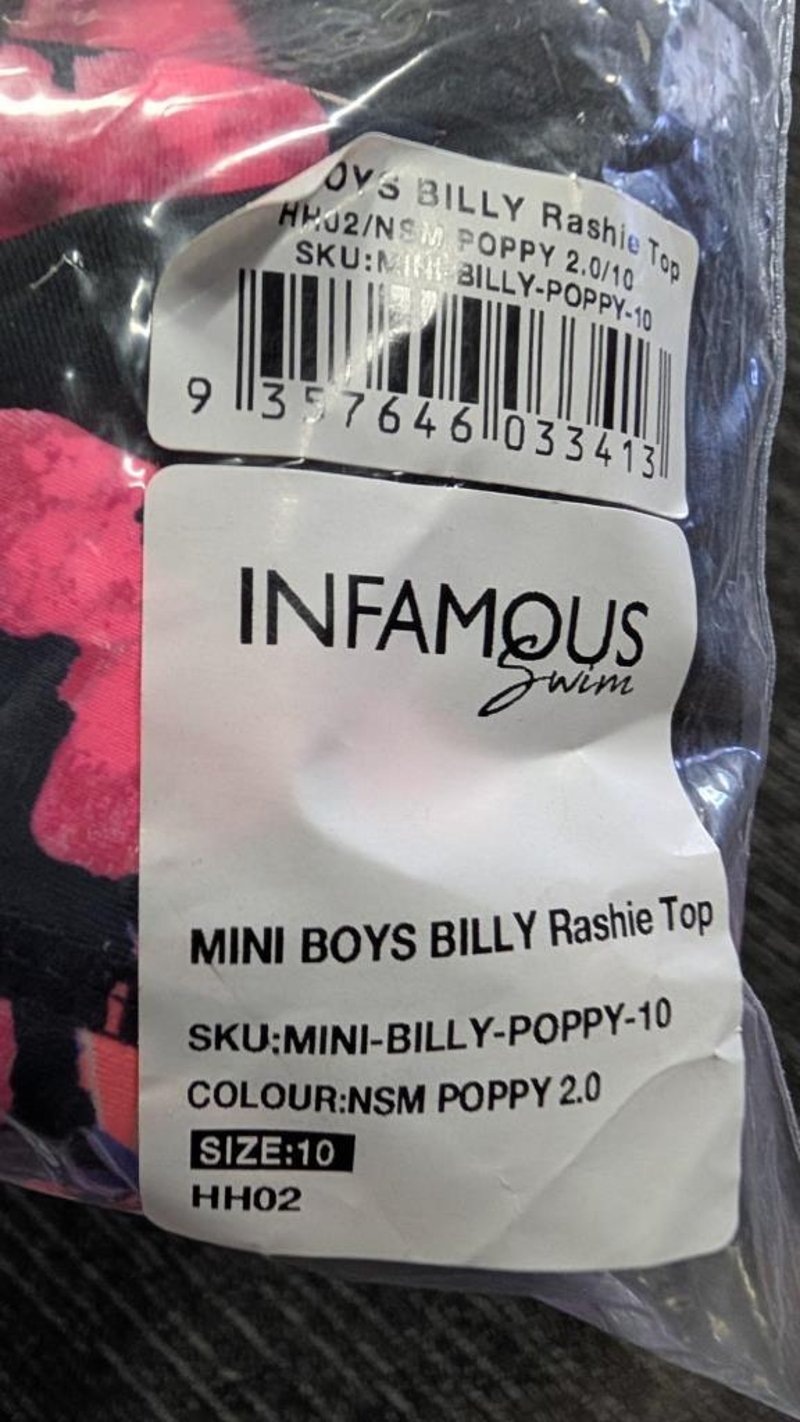 OYS BILLY Rashie Top
HH02/NSM POPPY 2.0/10
SKU:MINI-BILLY-POPPY-10
9 357646 033413
INFAMOUS
Swim
MINI BOYS BILLY Rashie Top
SKU:MINI-BILLY-POPPY-10
COLOUR:NSM POPPY 2.0
SIZE:10
HH02